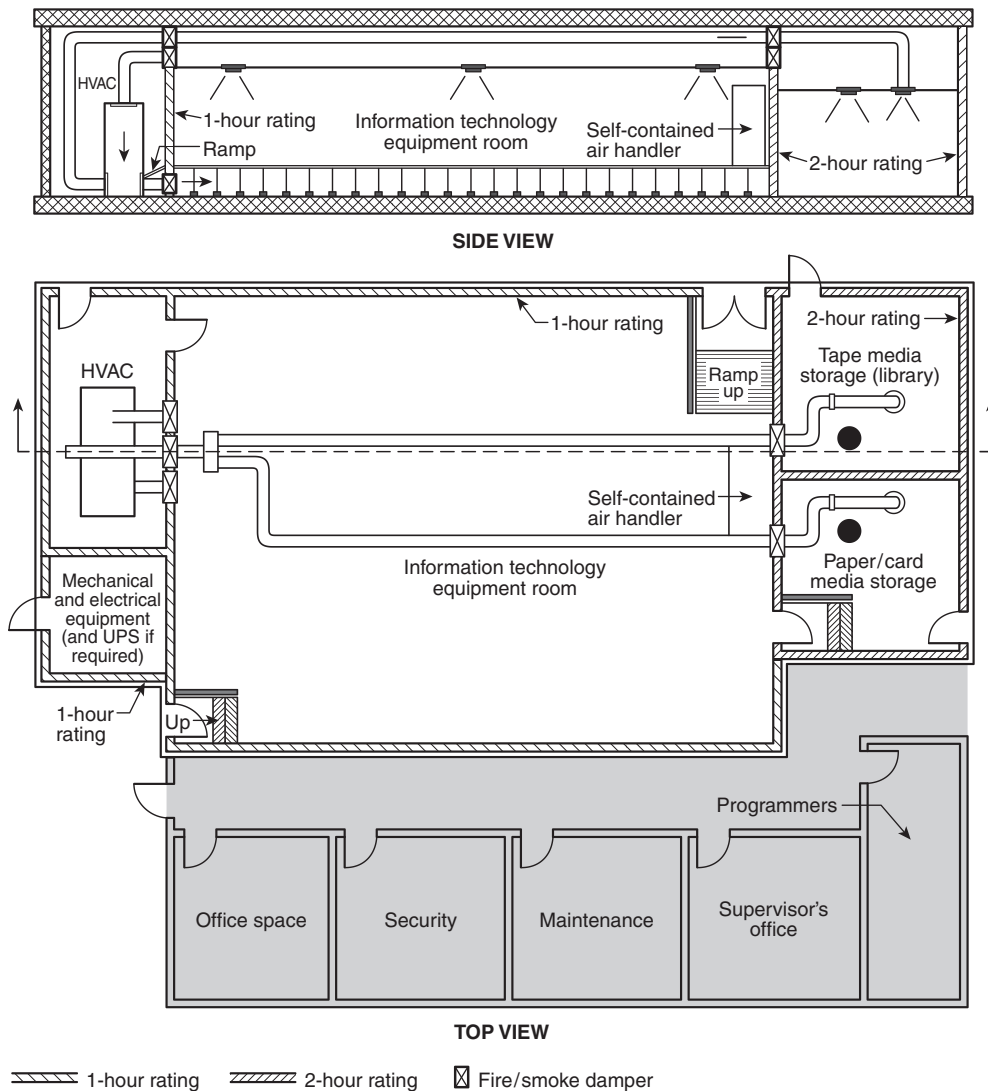 HVAC
1-hour rating
Ramp
Information technology
equipment room
Self-contained
air handler
2-hour rating
SIDE VIEW
1-hour rating
2-hour rating
HVAC
Ramp
up
Tape media
storage (library)
Self-contained
air handler
Information technology
equipment room
Paper/card
media storage
Mechanical
and electrical
equipment
(and UPS if
required)
1-hour
rating
Up
Programmers
Office space
Security
Maintenance
Supervisor's
office
TOP VIEW
1-hour rating
2-hour rating
Fire/smoke damper